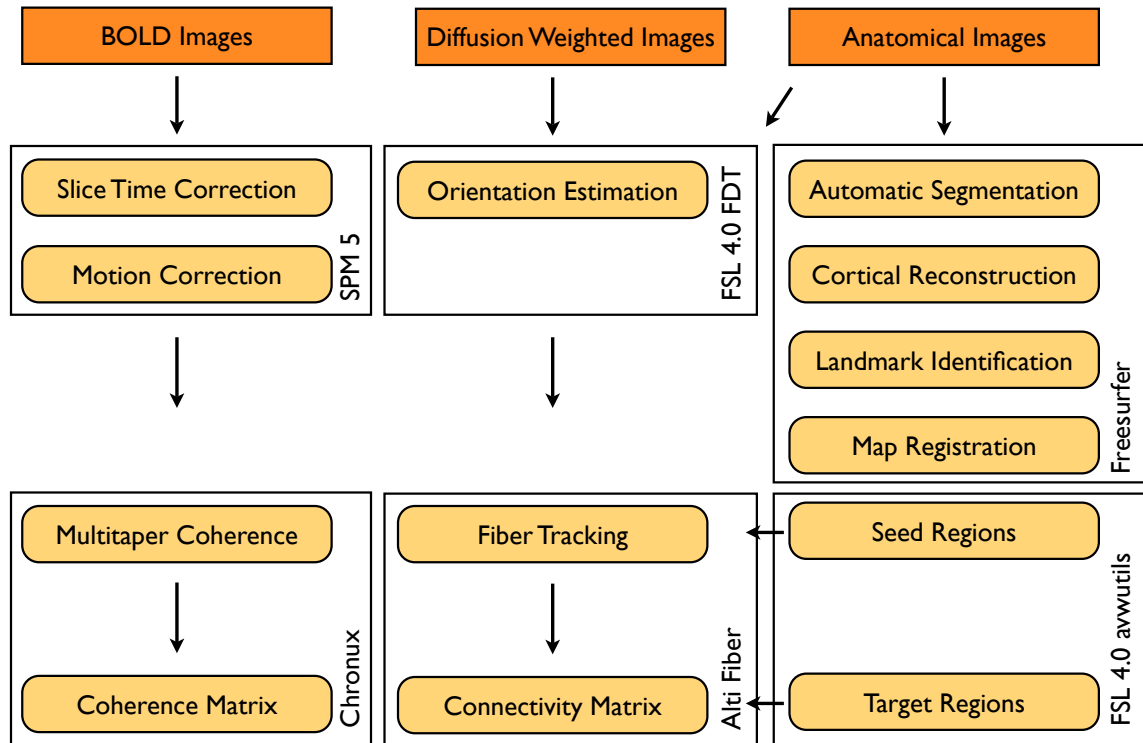 BOLD Images
Diffusion Weighted Images
Anatomical Images
Slice Time Correction
Motion Correction
SPM 5
Orientation Estimation
FSL 4.0 FDT
Automatic Segmentation
Cortical Reconstruction
Landmark Identification
Map Registration
Freesurfer
Multitaper Coherence
Coherence Matrix
Chronux
Fiber Tracking
Connectivity Matrix
Alti Fiber
Seed Regions
Target Regions
FSL 4.0 avwutils